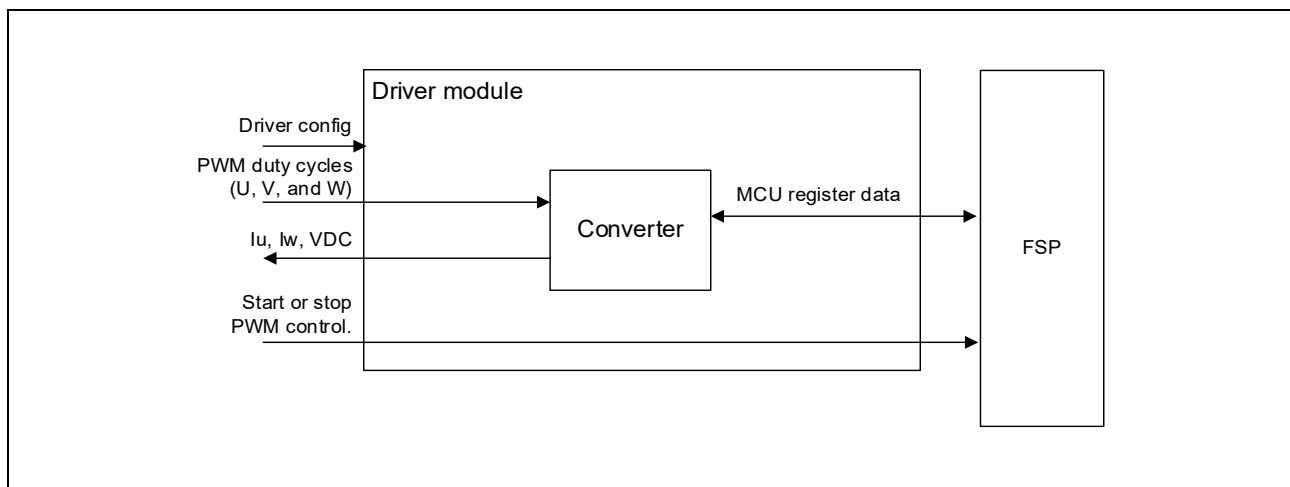 Driver module
Driver config
PWM duty cycles
(U, V, and W)
MCU register data
Converter
FSP
Iu, Iw, VDC
Start or stop
PWM control.